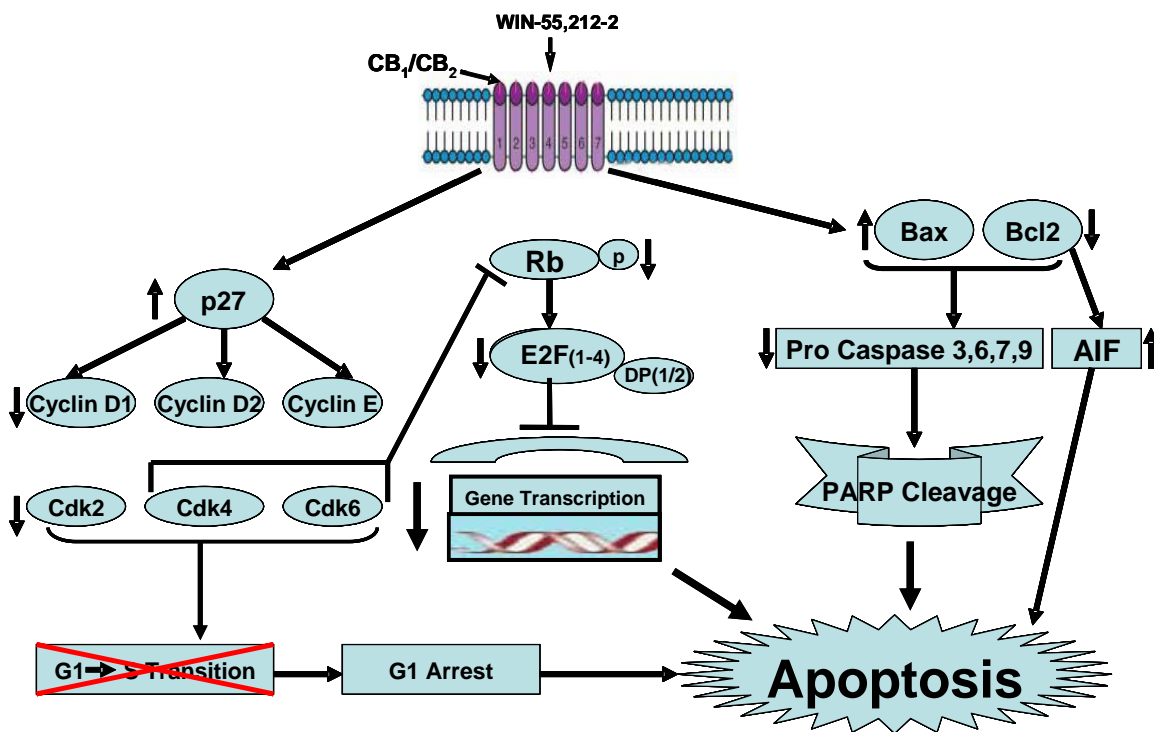 WIN-55,212-2
CB1/CB2
1 2 3 4 5 6 7
Bax
Bcl2
Rb
p
p27
Pro Caspase 3,6,7,9
AIF
E2F(1-4)
DP(1/2)
Cyclin D1
Cyclin D2
Cyclin E
PARP Cleavage
Gene Transcription
Cdk2
Cdk4
Cdk6
G1 S Transition
G1 Arrest
Apoptosis